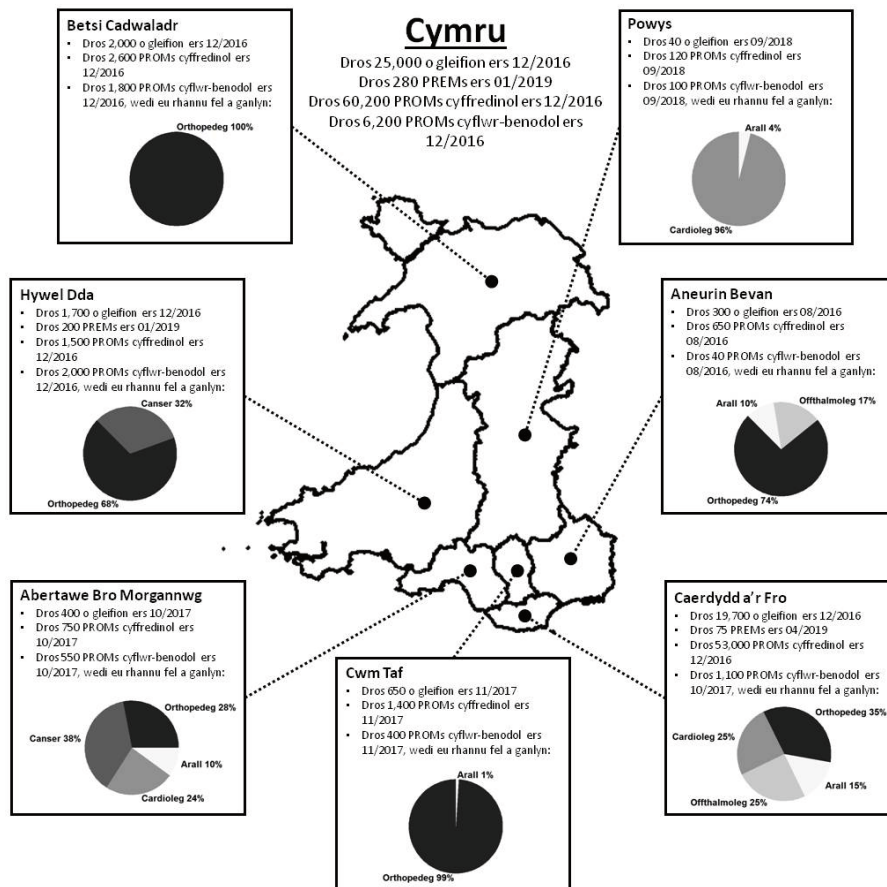 Cymru
Dros 25,000 o gleifion ers 12/2016
Dros 280 PREMs ers 01/2019
Dros 60,200 PROMs cyffredinol ers 12/2016
Dros 6,200 PROMs cyflwr-benodol ers
12/2016
Betsi Cadwaladr
▪ Dros 2,000 o gleifion ers 12/2016
▪ Dros 2,600 PROMs cyffredinol ers
12/2016
▪ Dros 1,800 PROMs cyflwr-benodol ers
12/2016, wedi eu rhannu fel a ganlyn:
Orthopedeg 100%
Powys
▪ Dros 40 o gleifion ers 09/2018
▪ Dros 120 PROMs cyffredinol ers
09/2018
▪ Dros 100 PROMs cyflwr-benodol ers
09/2018, wedi eu rhannu fel a ganlyn:
Arall 4%
Cardioleg 96%
Hywel Dda
▪ Dros 1,700 o gleifion ers 12/2016
▪ Dros 200 PREMs ers 01/2019
▪ Dros 1,500 PROMs cyffredinol ers
12/2016
▪ Dros 2,000 PROMs cyflwr-benodol ers
12/2016, wedi eu rhannu fel a ganlyn:
Canser 32%
Orthopedeg 68%
Aneurin Bevan
▪ Dros 300 o gleifion ers 08/2016
▪ Dros 650 PROMs cyffredinol ers
08/2016
▪ Dros 40 PROMs cyflwr-benodol ers
08/2016, wedi eu rhannu fel a ganlyn:
Arall 10%
Offthalmoleg 17%
Orthopedeg 74%
Abertawe Bro Morgannwg
▪ Dros 400 o gleifion ers 10/2017
▪ Dros 750 PROMs cyffredinol ers
10/2017
▪ Dros 550 PROMs cyflwr-benodol ers
10/2017, wedi eu rhannu fel a ganlyn:
Orthopedeg 28%
Canser 38%
Arall 10%
Cardioleg 24%
Cwm Taf
▪ Dros 650 o gleifion ers 11/2017
▪ Dros 1,400 PROMs cyffredinol ers
11/2017
▪ Dros 400 PROMs cyflwr-benodol ers
11/2017, wedi eu rhannu fel a ganlyn:
Arall 1%
Orthopedeg 99%
Caerdydd a'r Fro
▪ Dros 19,700 o gleifion ers 12/2016
▪ Dros 75 PREMs ers 04/2019
▪ Dros 53,000 PROMs cyffredinol ers
12/2016
▪ Dros 1,100 PROMs cyflwr-benodol ers
10/2017, wedi eu rhannu fel a ganlyn:
Orthopedeg 35%
Cardioleg 25%
Arall 15%
Offthalmoleg 25%